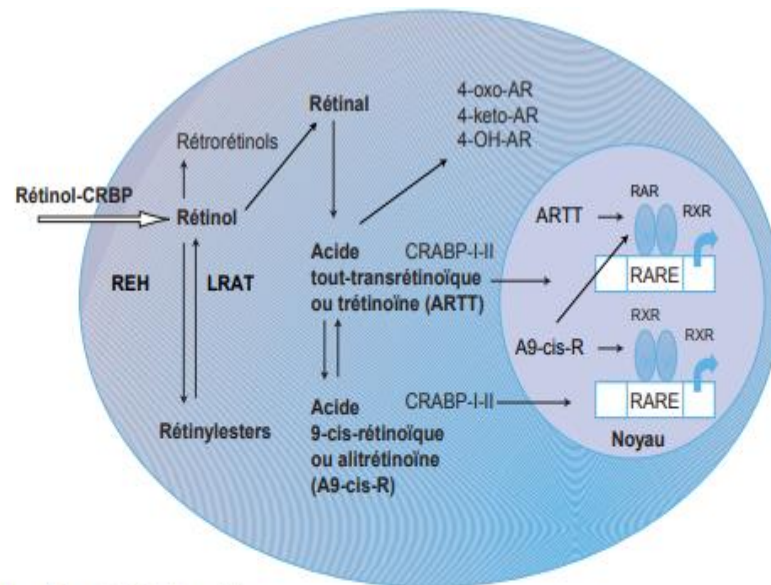 Rétinal
4-oxo-AR
4-keto-AR
4-OH-AR
Rétrorétinols
Rétinol-CRBP
Rétinol
REH
LRAT
Rétinylesters
Acide
tout-transrétinoïque
ou trétinoïne (ARTT)
CRABP-I-II
Acide
9-cis-rétinoïque
ou alitrétinoïne
(A9-cis-R)
CRABP-I-II
ARTT
RAR
RXR
RARE
A9-cis-R
RXR
RXR
RARE
Noyau